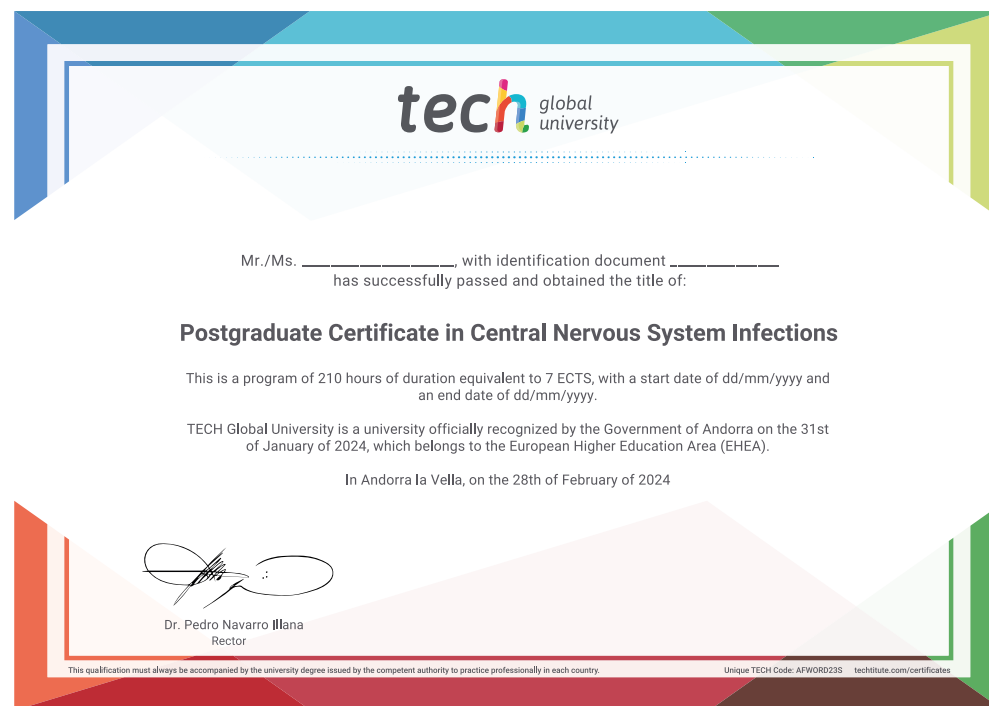 tech global
university
Mr./Ms. ____________________, with identification document ______________
has successfully passed and obtained the title of:
Postgraduate Certificate in Central Nervous System Infections
This is a program of 210 hours of duration equivalent to 7 ECTS, with a start date of dd/mm/yyyy and
an end date of dd/mm/yyyy.
TECH Global University is a university officially recognized by the Government of Andorra on the 31st
of January of 2024, which belongs to the European Higher Education Area (EHEA).
In Andorra la Vella, on the 28th of February of 2024
Dr. Pedro Navarro Illana
Rector
This qualification must always be accompanied by the university degree issued by the competent authority to practice professionally in each country. Unique TECH Code: AFWORD23S techtitute.com/certificates